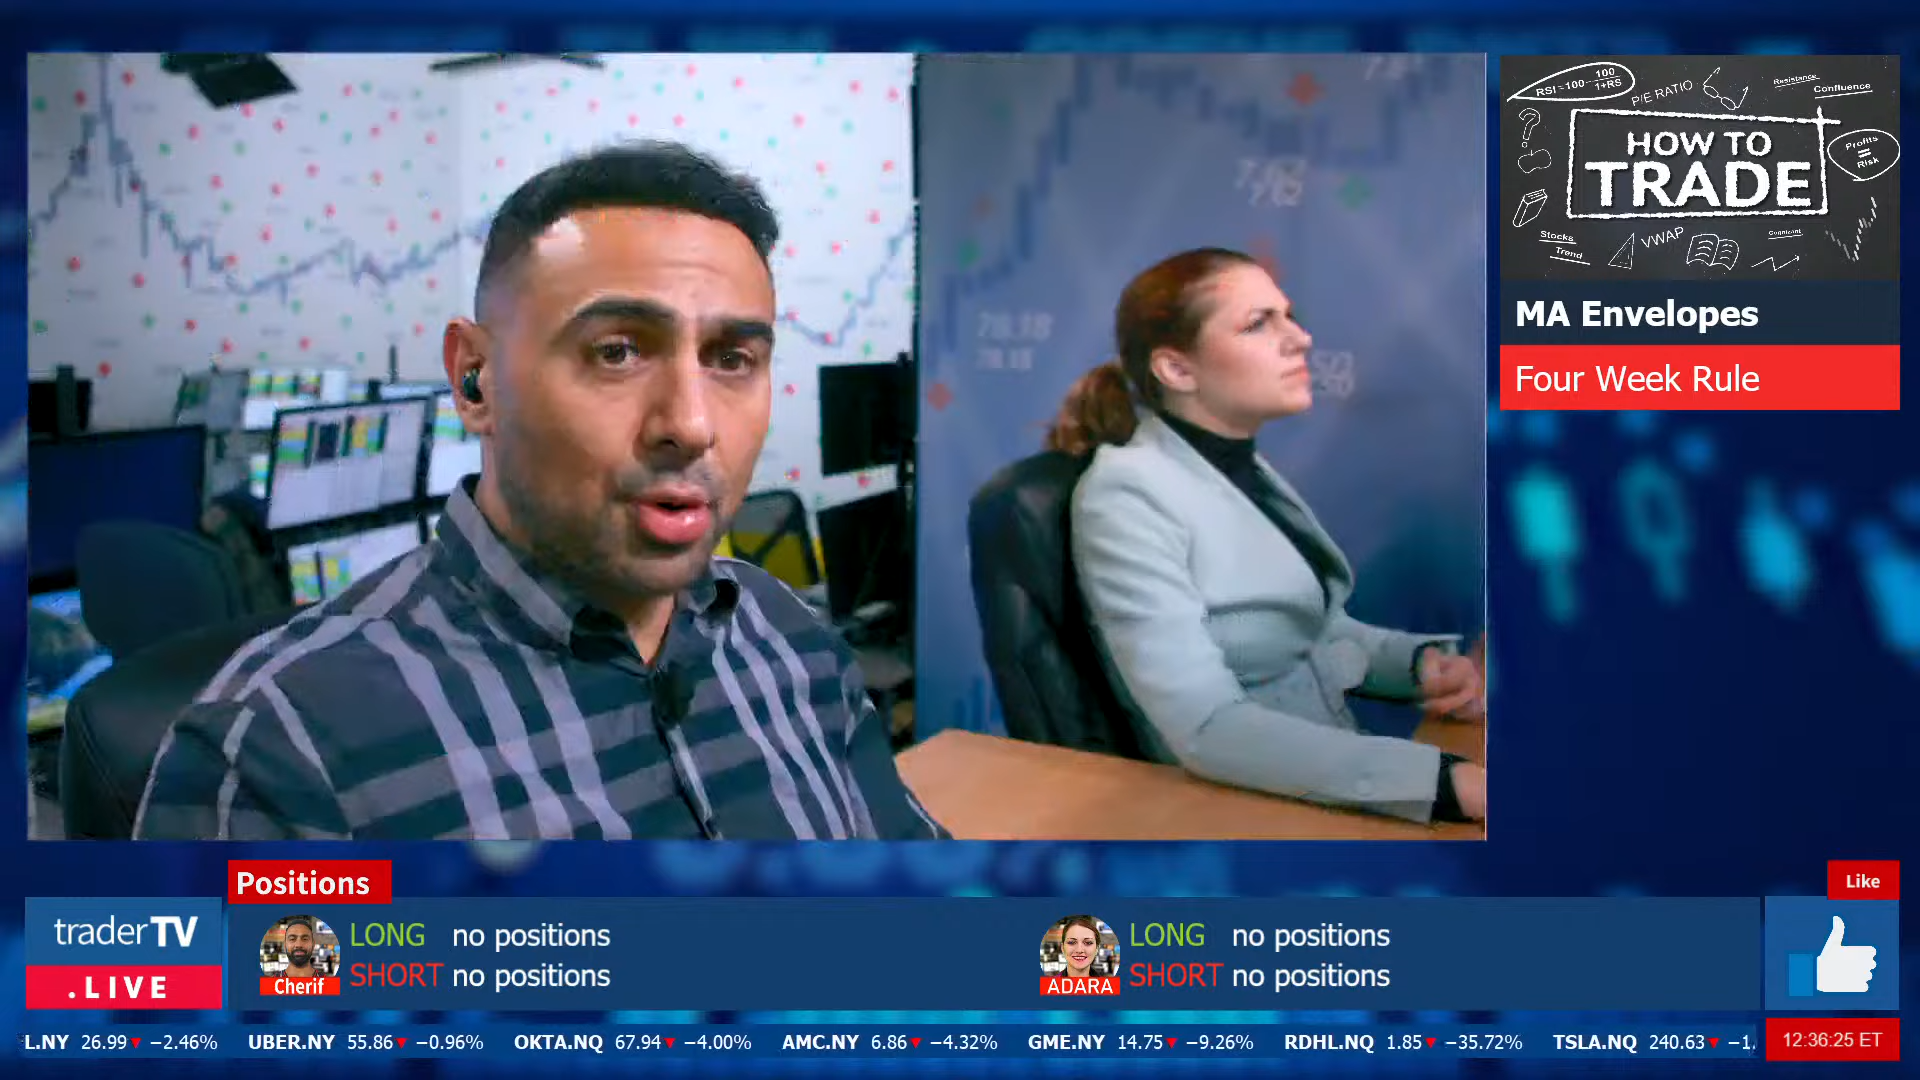 RSI = 100 - 100
1+RS
P/E RATIO
Resistance
Confluence
HOW TO
TRADE
Profits
=
Risk
Stocks
Trend
VWAP
MA Envelopes
Four Week Rule
Positions
Like
traderTV
.LIVE
Cherif
LONG no positions
SHORT no positions
ADARA
LONG no positions
SHORT no positions
L.NY 26.99▼ −2.46% UBER.NY 55.86▼ −0.96% OKTA.NQ 67.94▼ −4.00% AMC.NY 6.86▼ −4.32% GME.NY 14.75▼ −9.26% RDHL.NQ 1.85▼ −35.72% TSLA.NQ 240.63▼ −1.
12:36:25 ET